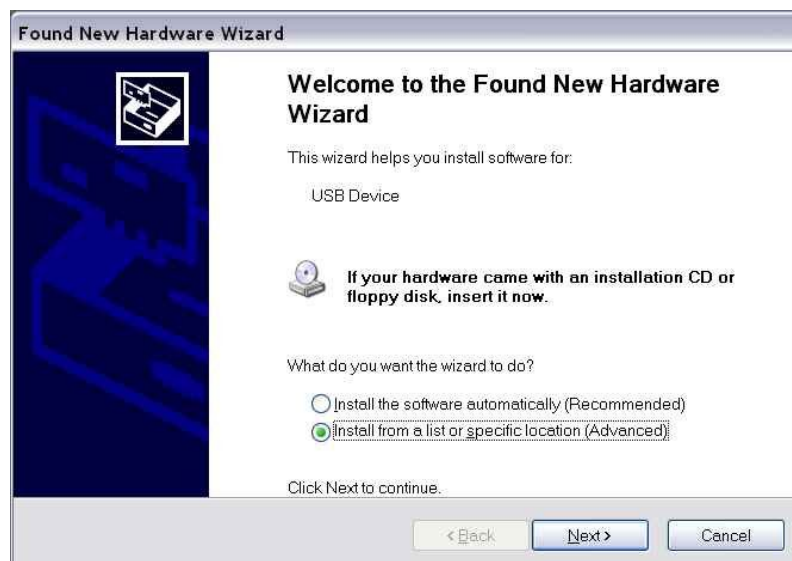 Found New Hardware Wizard
Welcome to the Found New Hardware
Wizard
This wizard helps you install software for:
USB Device
If your hardware came with an installation CD or
floppy disk, insert it now.
What do you want the wizard to do?
Install the software automatically (Recommended)
Install from a list or specific location (Advanced)
Click Next to continue.
< Back
Next >
Cancel